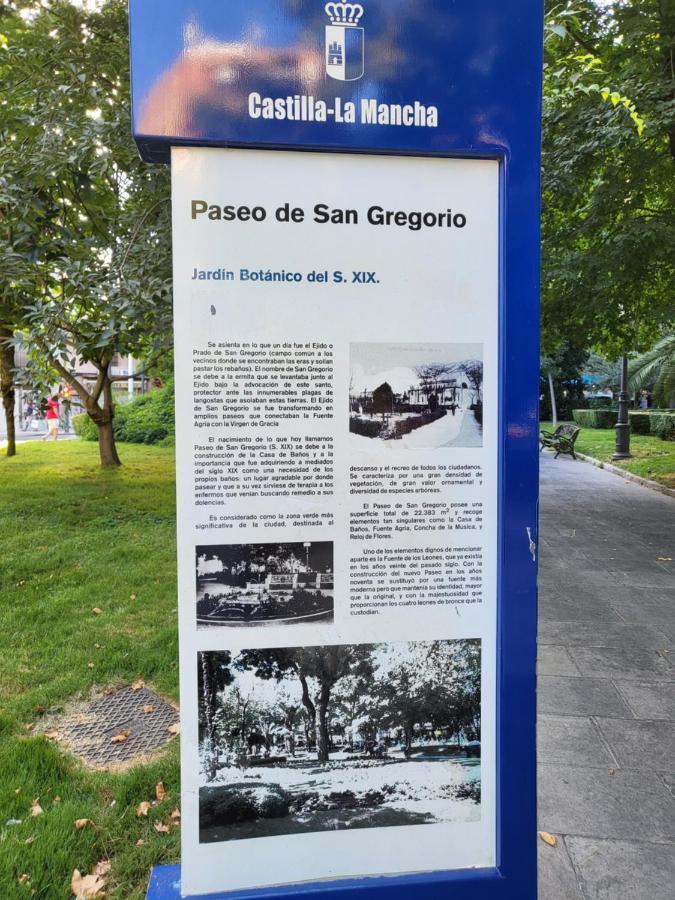 Castilla-La Mancha
Paseo de San Gregorio
Jardín Botánico del S. XIX.
Se asienta en lo que un día fue el Ejido o
Prado de San Gregorio (campo común a los
vecinos donde se encontraban las eras y solían
pastar los rebaños). El nombre de San Gregorio
se debe a la ermita que se levantaba junto al
Ejido bajo la advocación de este santo,
protector ante las innumerables plagas de
langostas que asolaban estas tierras. El Ejido
de San Gregorio se fue transformando en
amplios paseos que conectaban la Fuente
Agria con la Virgen de Gracia
El nacimiento de lo que hoy llamamos
Paseo de San Gregorio (S. XIX) se debe a la
construcción de la Casa de Baños y a la
importancia que fue adquiriendo a mediados
del siglo XIX como una necesidad de los
propios baños: un lugar agradable por donde
pasear y que a su vez sirviese de terapia a los
enfermos que venían buscando remedio a sus
dolencias.
Es considerado como la zona verde más
significativa de la ciudad, destinada al
descanso y el recreo de todos los ciudadanos.
Se caracteriza por una gran densidad de
vegetación, de gran valor ornamental y
diversidad de especies arbóreas.
El Paseo de San Gregorio posee una
superficie total de 22.383 m² y recoge
elementos tan singulares como la Casa de
Baños, Fuente Agria, Concha de la Música, y
Reloj de Flores.
Uno de los elementos dignos de mencionar
aparte es la Fuente de los Leones, que ya existía
en los años veinte del pasado siglo. Con la
construcción del nuevo Paseo en los años
noventa se sustituyó por una fuente más
moderna pero que mantenía su identidad, mayor
que la original, y con la majestuosidad que
proporcionan los cuatro leones de bronce que la
custodian.